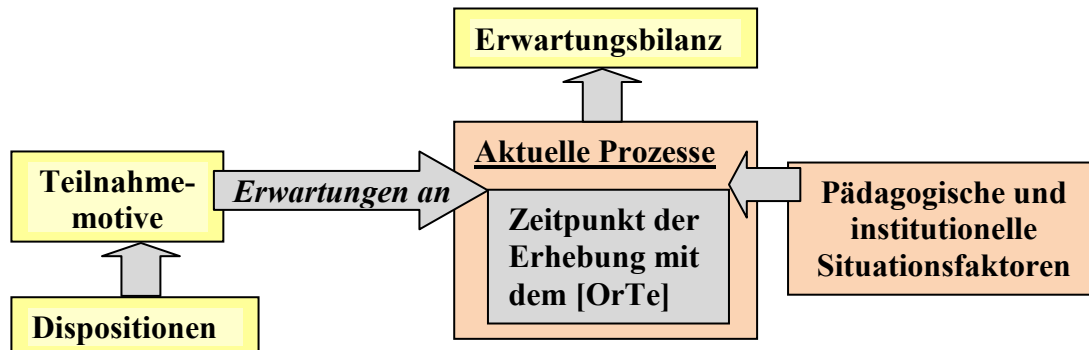 Erwartungsbilanz
Aktuelle Prozesse
Teilnahme-
motive
Erwartungen an
Zeitpunkt der
Erhebung mit
dem [OrTe]
Pädagogische und
institutionelle
Situationsfaktoren
Dispositionen